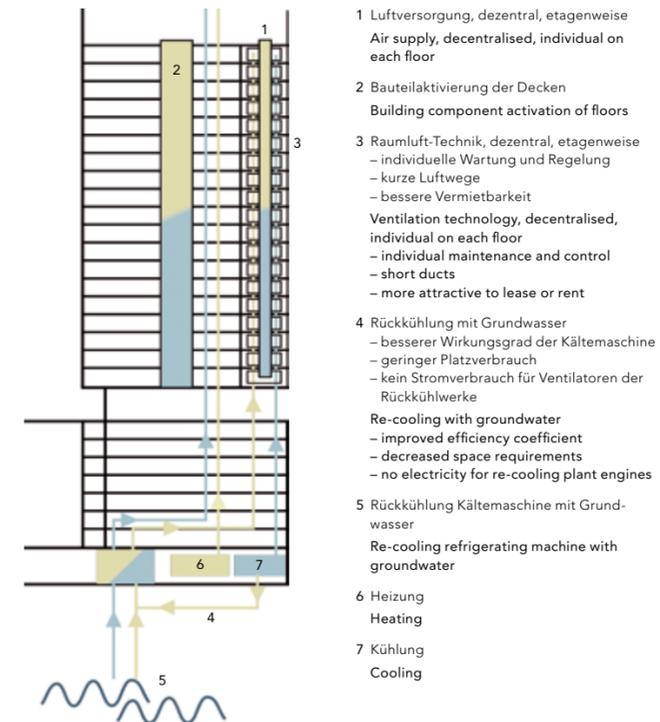 1
2
3
6
7
4
5
1 Luftversorgung, dezentral, etagenweise
Air supply, decentralised, individual on
each floor
2 Bauteilaktivierung der Decken
Building component activation of floors
3 Raumluft-Technik, dezentral, etagenweise
– individuelle Wartung und Regelung
– kurze Luftwege
– bessere Vermietbarkeit
Ventilation technology, decentralised,
individual on each floor
– individual maintenance and control
– short ducts
– more attractive to lease or rent
4 Rückkühlung mit Grundwasser
– besserer Wirkungsgrad der Kältemaschine
– geringer Platzverbrauch
– kein Stromverbrauch für Ventilatoren der
Rückkühlwerke
Re-cooling with groundwater
– improved efficiency coefficient
– decreased space requirements
– no electricity for re-cooling plant engines
5 Rückkühlung Kältemaschine mit Grund-
wasser
Re-cooling refrigerating machine with
groundwater
6 Heizung
Heating
7 Kühlung
Cooling